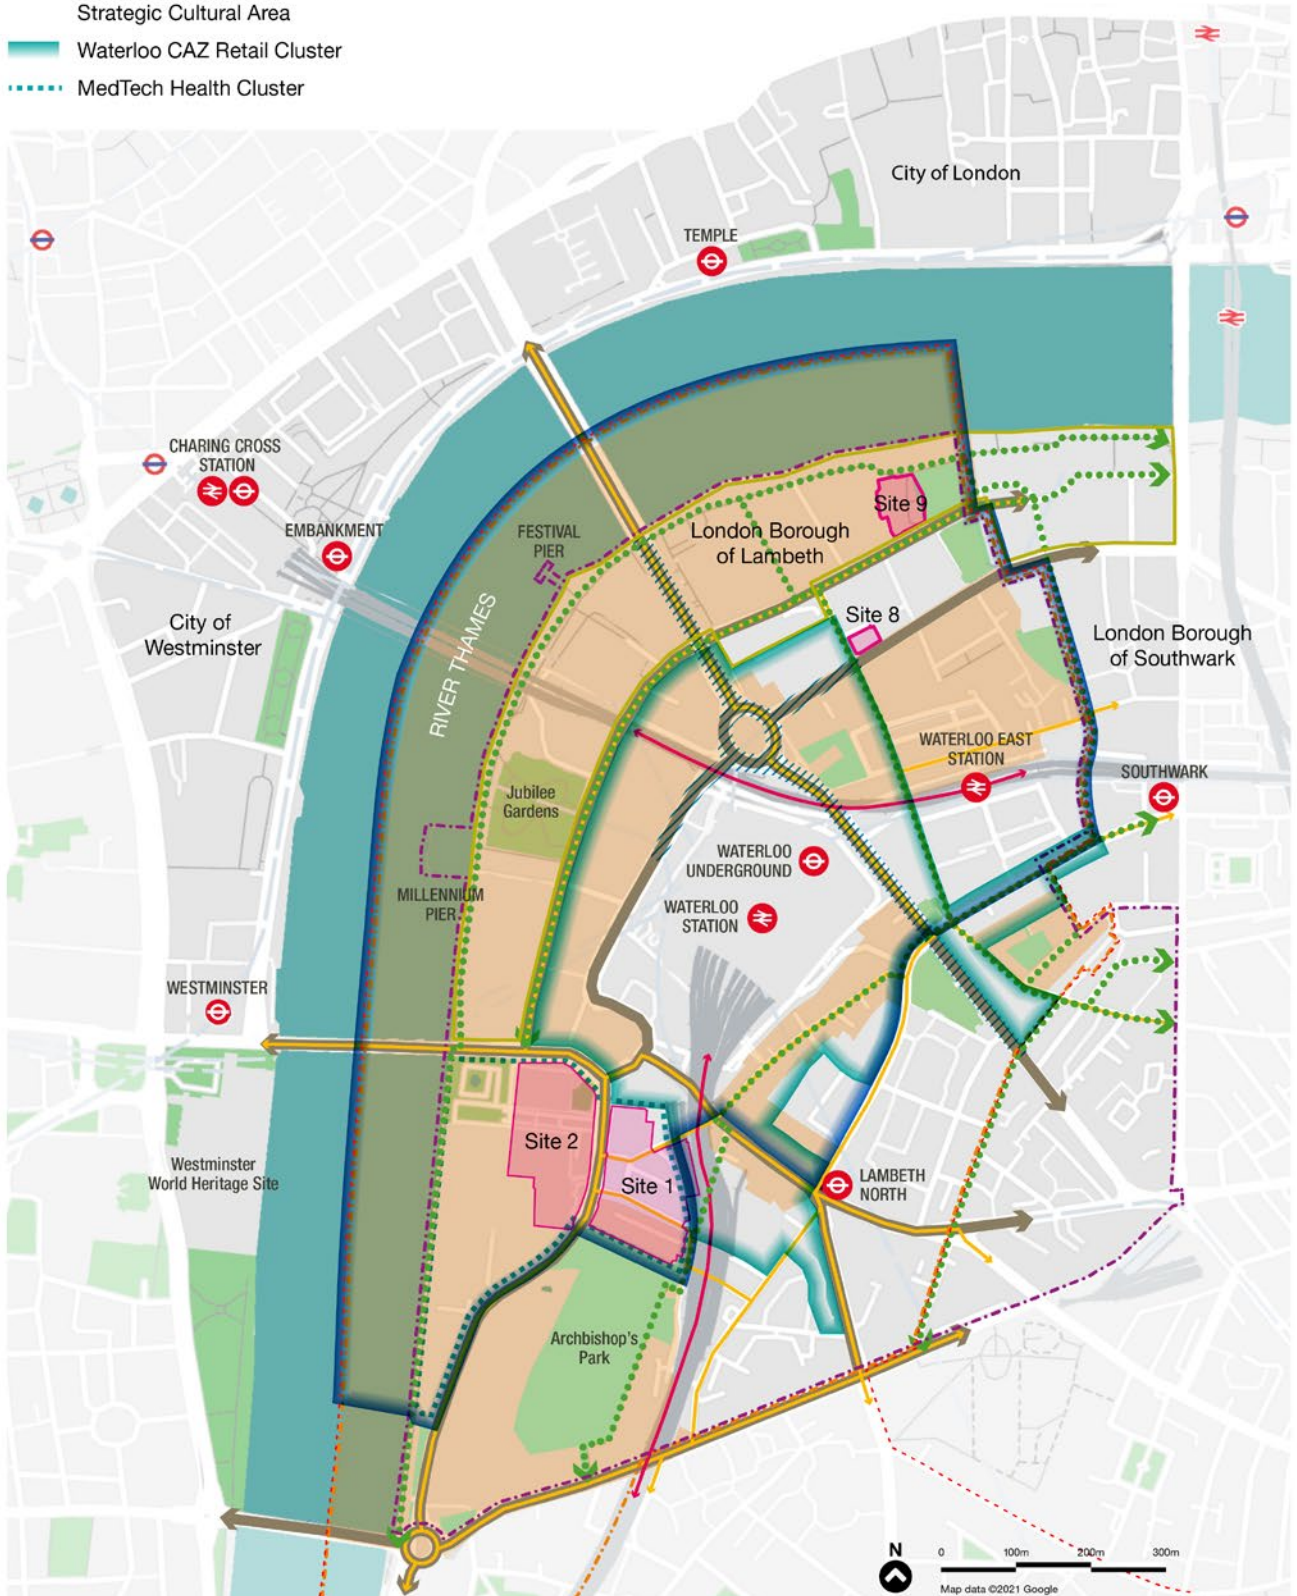 Strategic Cultural Area
Waterloo CAZ Retail Cluster
MedTech Health Cluster
City of London
TEMPLE
CHARING CROSS
STATION
EMBANKMENT
FESTIVAL
PIER
London Borough
of Lambeth
Site 9
City of
Westminster
RIVER THAMES
Site 8
London Borough
of Southwark
WATERLOO EAST
STATION
SOUTHWARK
Jubilee
Gardens
WATERLOO
UNDERGROUND
MILLENNIUM
PIER
WATERLOO
STATION
WESTMINSTER
Site 2
Westminster
World Heritage Site
Site 1
LAMBETH
NORTH
Archbishop's
Park
N
0 100m 200m 300m
Map data ©2021 Google